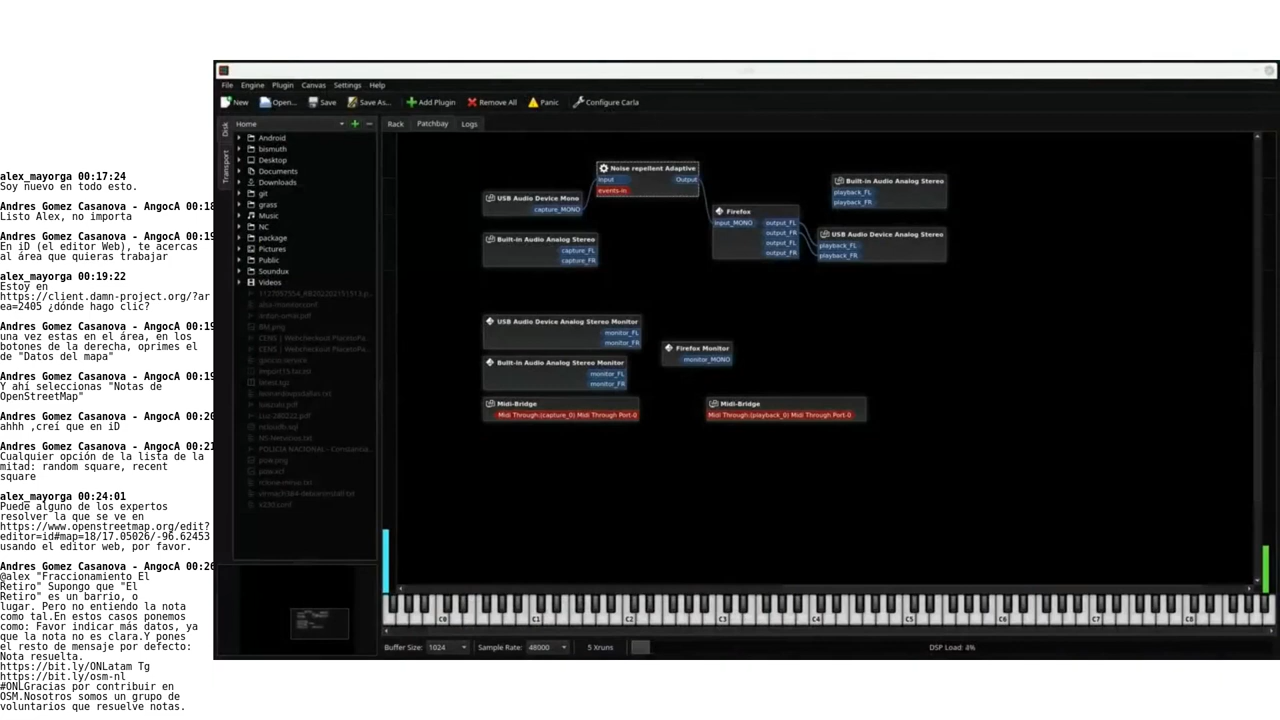 alex_mayorga 00:17:24
Soy nuevo en todo esto.
Andres Gomez Casanova - AngocA 00:18
Listo Alex, no importa
Andres Gomez Casanova - AngocA 00:19
En iD (el editor Web), te acercas
al área que quieras trabajar
alex_mayorga 00:19:22
Estoy en
https://client.damn-project.org/?ar
ea=2405 ¿dónde hago clic?
Andres Gomez Casanova - AngocA 00:19
una vez estas en el área, en los
botones de la derecha, oprimes el
de "Datos del mapa"
Andres Gomez Casanova - AngocA 00:19
Y ahí seleccionas "Notas de
OpenStreetMap"
Andres Gomez Casanova - AngocA 00:20
ahhh ,creí que en iD
Andres Gomez Casanova - AngocA 00:21
Cualquier opción de la lista de la
mitad: random square, recent
square
alex_mayorga 00:24:01
Puede alguno de los expertos
resolver la que se ve en
https://www.openstreetmap.org/edit?
editor=id#map=18/17.05026/-96.62453
usando el editor web, por favor.
Andres Gomez Casanova - AngocA 00:26
@alex "Fraccionamiento El
Retiro" Supongo que "El
Retiro" es un barrio, o
lugar. Pero no entiendo la nota
como tal.En estos casos ponemos
como: Favor indicar más datos, ya
que la nota no es clara.Y pones
el resto de mensaje por defecto:
Nota resuelta.
https://bit.ly/ONLatam Tg
https://bit.ly/osm-nl
#ONLGracias por contribuir en
OSM.Nosotros somos un grupo de
voluntarios que resuelve notas.
File Engine Plugin Canvas Settings Help
New Open... Save Save As... Add Plugin Remove All Panic Configure Carla
Disk
Transport
Home
Android
bismuth
Desktop
Documents
Downloads
git
grass
Music
NC
package
Pictures
Public
Soundux
Videos
Rack Patchbay Logs
Noise repellent Adaptive
Input Output
events-in
USB Audio Device Mono
capture_MONO
Built-in Audio Analog Stereo
capture_FL
capture_FR
Firefox
input_MONO output_FL
output_FR
output_FL
output_FR
Built-in Audio Analog Stereo
playback_FL
playback_FR
USB Audio Device Analog Stereo
playback_FL
playback_FR
USB Audio Device Analog Stereo Monitor
monitor_FL
monitor_FR
Built-in Audio Analog Stereo Monitor
monitor_FL
monitor_FR
Firefox Monitor
monitor_MONO
Midi-Bridge
Midi Through:(capture_0) Midi Through Port-0
Midi-Bridge
Midi Through:(playback_0) Midi Through Port-0
C0 C1 C2 C3 C4 C5 C6 C7 C8
Buffer Size: 1024 Sample Rate: 48000 5 Xruns DSP Load: 4%